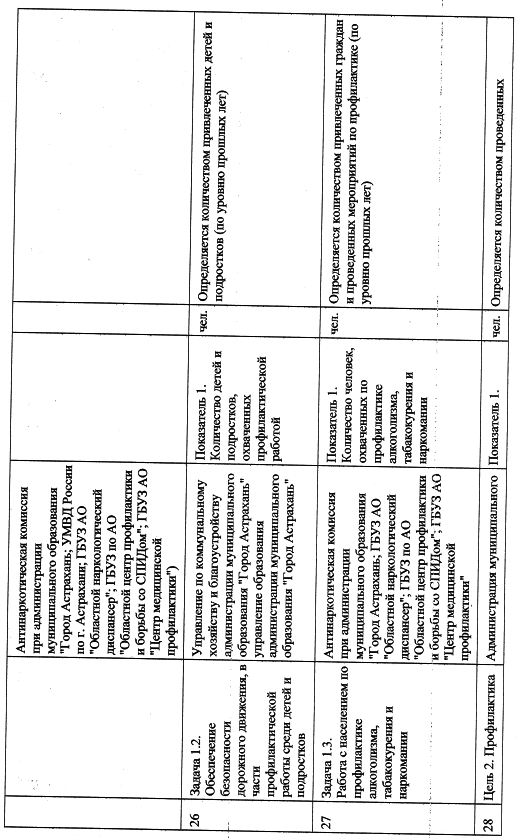 Антинаркотическая комиссия
при администрации
муниципального образования
"Город Астрахань; УМВД России
по г. Астрахани; ГБУЗ АО
"Областной наркологический
диспансер"; ГБУЗ по АО
"Областной центр профилактики
и борьбы со СПИДом"; ГБУЗ АО
"Центр медицинской
профилактики")
26
Задача 1.2.
Обеспечение
безопасности
дорожного движения, в
части
профилактической
работы среди детей и
подростков
Управление по коммунальному
хозяйству и благоустройству
администрации муниципального
образования "Город Астрахань"
управление образования
администрации муниципального
образования "Город Астрахань"
Показатель 1.
Количество детей и
подростков,
охваченных
профилактической
работой
чел.
Определяется количеством привлеченных детей и
подростков (по уровню прошлых лет)
27
Задача 1.3.
Работа с населением по
профилактике
алкоголизма,
табакокурения и
наркомании
Антинаркотическая комиссия
при администрации
муниципального образования
"Город Астрахань; ГБУЗ АО
"Областной наркологический
диспансер"; ГБУЗ по АО
"Областной центр профилактики
и борьбы со СПИДом"; ГБУЗ АО
"Центр медицинской
профилактики"
Показатель 1.
Количество человек,
охваченных по
профилактике
алкоголизма,
табакокурения и
наркомании
чел.
Определяется количеством привлеченных граждан
и проведенных мероприятий по профилактике (по
уровню прошлых лет)
28
Цель 2. Профилактика
Администрация муниципального
Показатель 1.
чел.
Определяется количеством проведенных